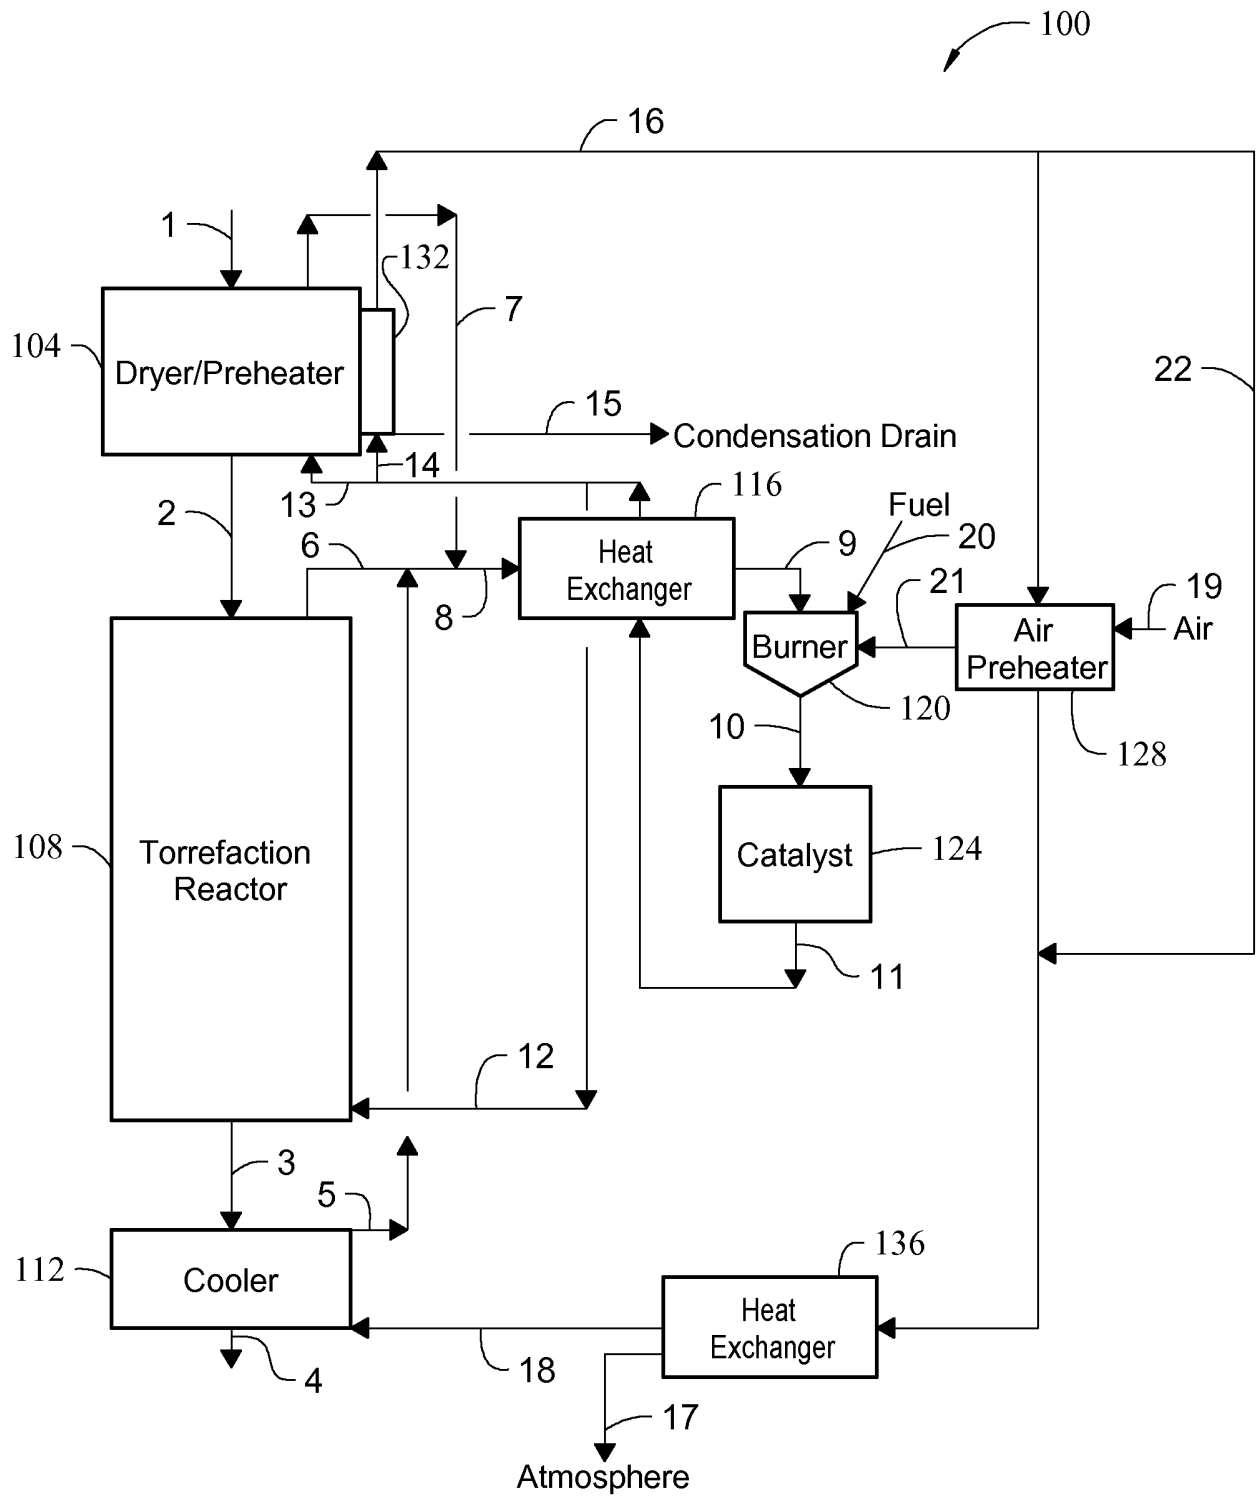 100
16
1
132
7
104
Dryer/Preheater
22
15
Condensation Drain
14
13
116
Fuel
2
6
9
20
Heat
Exchanger
21
19
8
Air
Burner
Air
Preheater
120
10
128
108
Torrefaction
Reactor
Catalyst
124
11
12
3
5
136
112
Cooler
Heat
Exchanger
18
4
17
Atmosphere